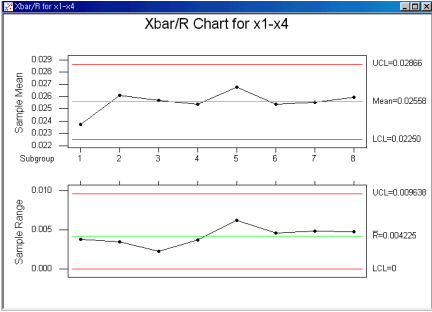 Xbar/R for x1-x4
Xbar/R Chart for x1-x4
Sample Mean
0.029
0.028
0.027
0.026
0.025
0.024
0.023
0.022
UCL=0.02866
Mean=0.02558
LCL=0.02250
Subgroup 1 2 3 4 5 6 7 8
Sample Range
0.010
0.005
0.000
UCL=0.009638
R̅=0.004225
LCL=0